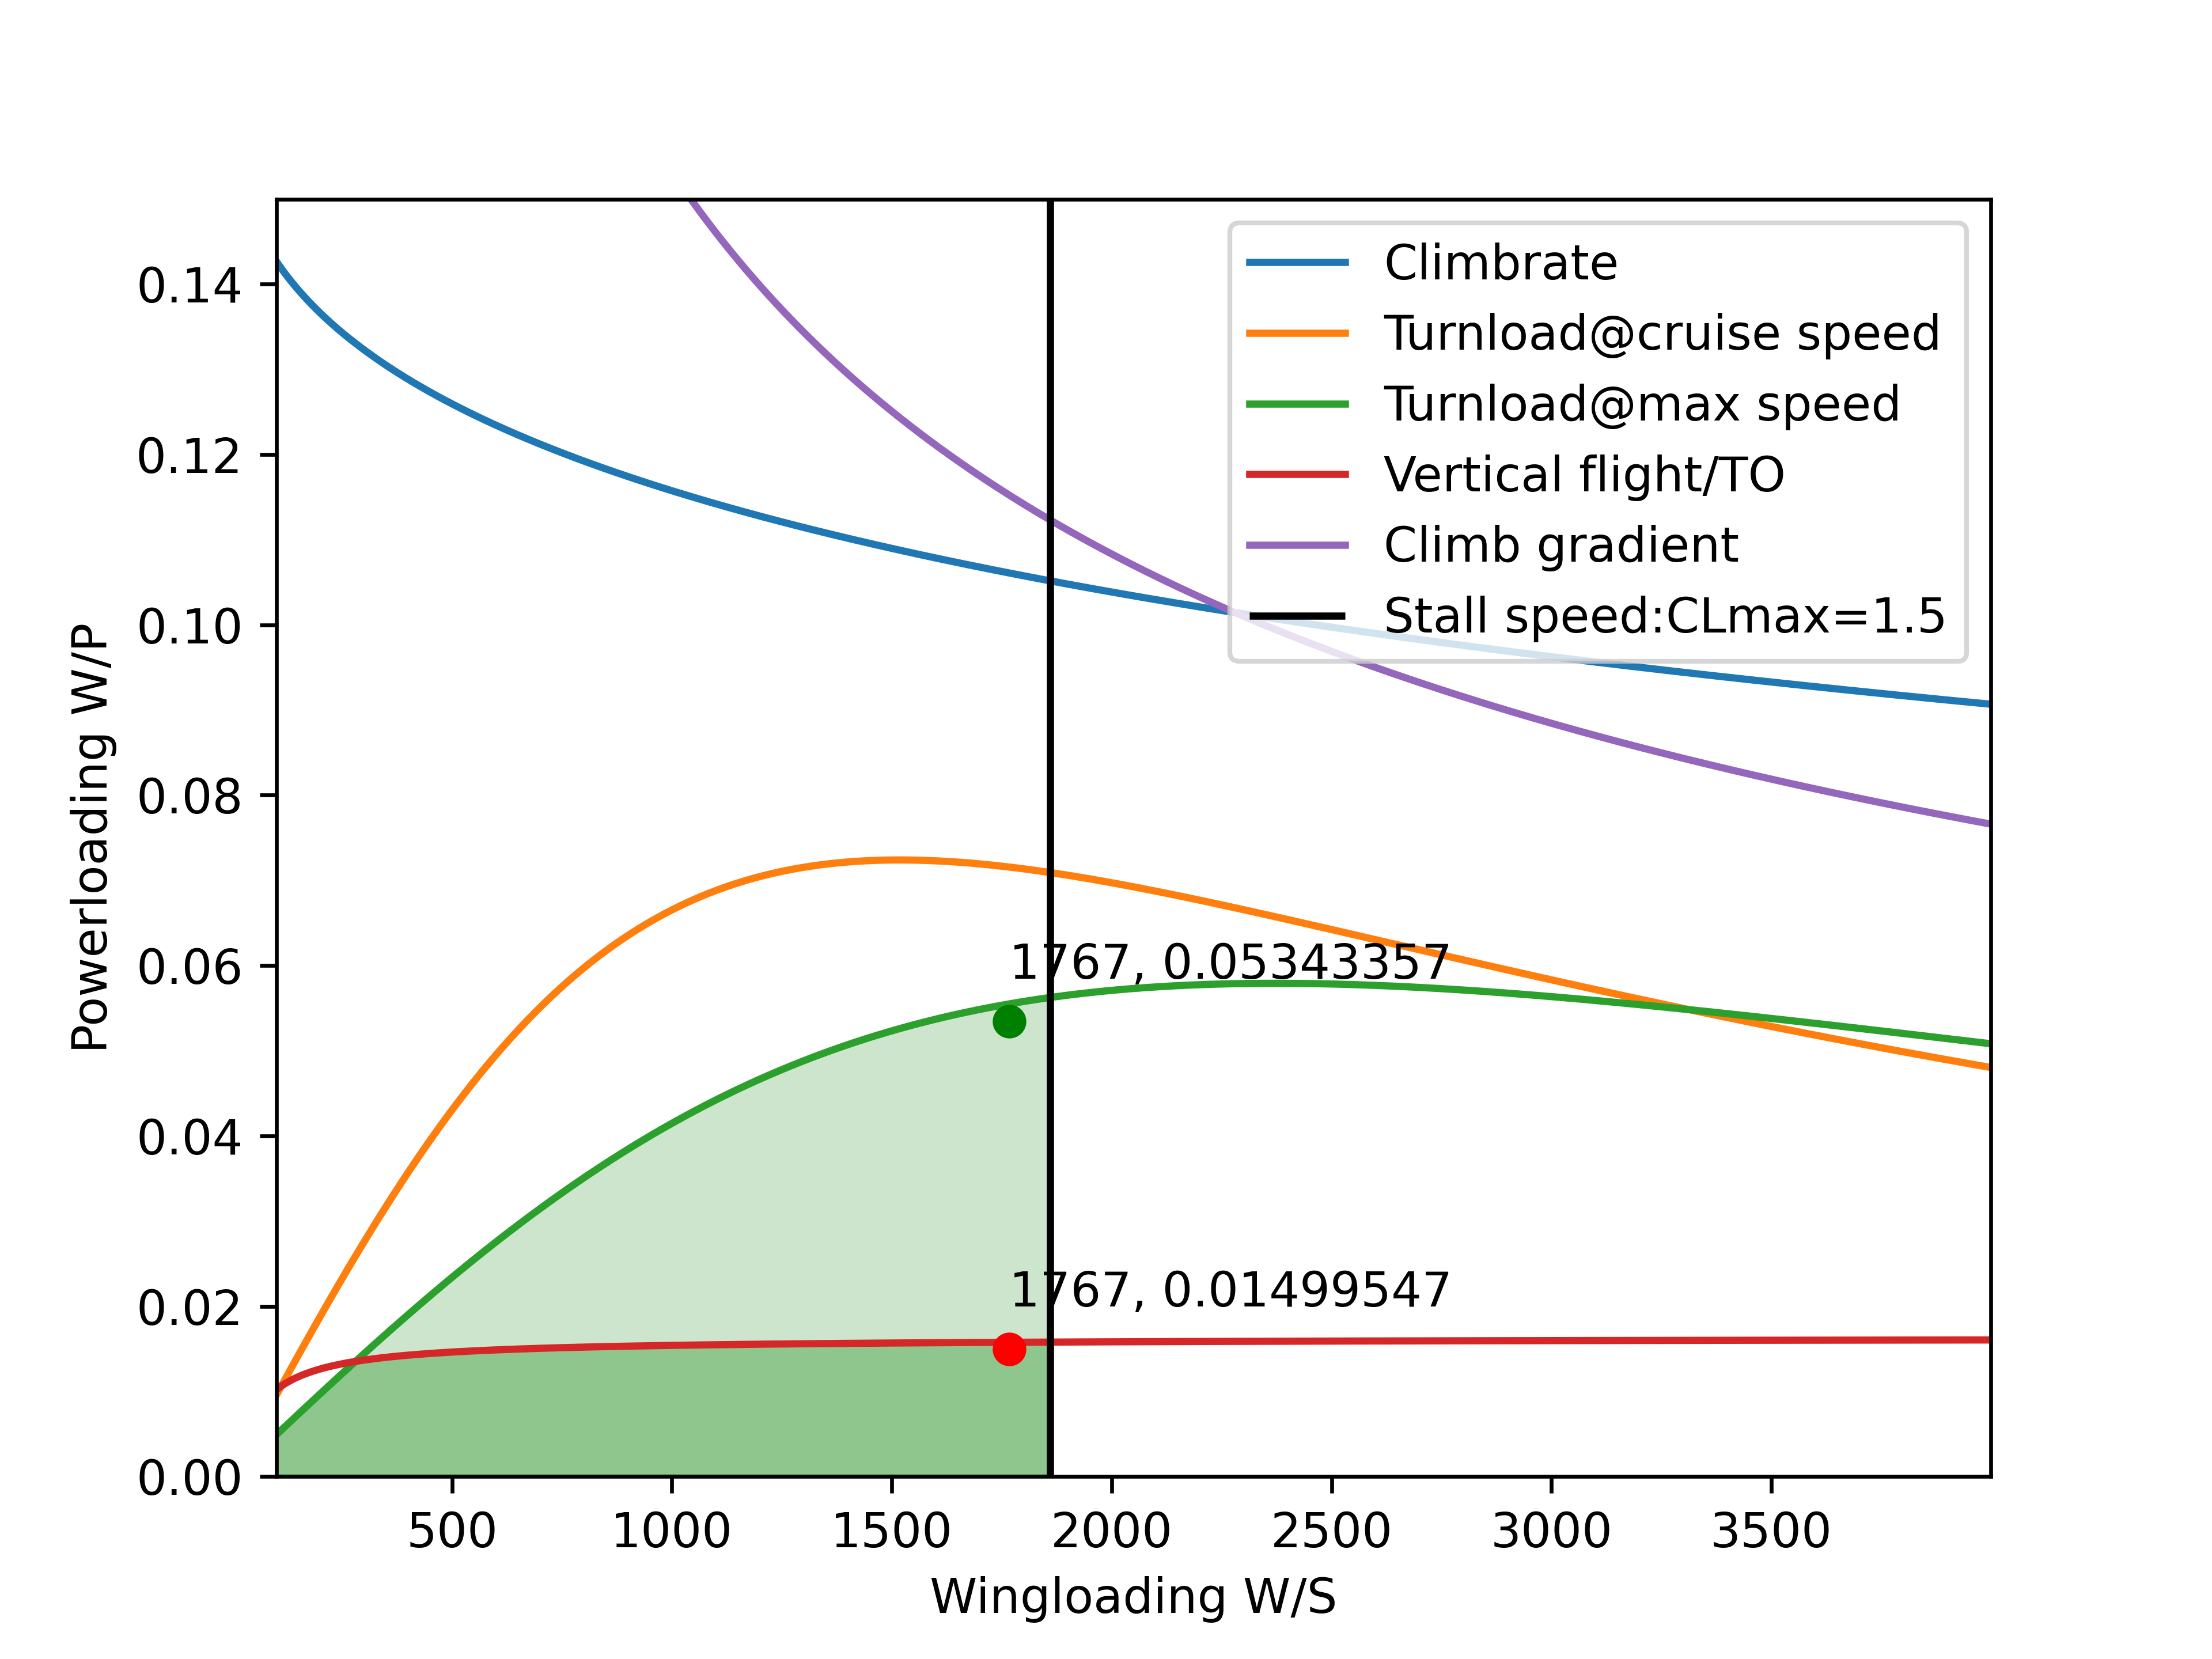 Climbrate
Turnload@cruise speed
Turnload@max speed
Vertical flight/TO
Climb gradient
Stall speed:CLmax=1.5
0.14
0.12
0.10
0.08
0.06
0.04
0.02
0.00
Powerloading W/P
1767, 0.05343357
1767, 0.01499547
500 1000 1500 2000 2500 3000 3500
Wingloading W/S